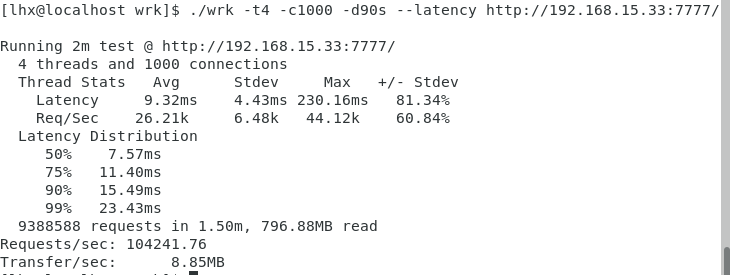 [lhx@localhost wrk]$ ./wrk -t4 -c1000 -d90s --latency http://192.168.15.33:7777/
Running 2m test @ http://192.168.15.33:7777/
4 threads and 1000 connections
Thread Stats Avg Stdev Max +/- Stdev
Latency 9.32ms 4.43ms 230.16ms 81.34%
Req/Sec 26.21k 6.48k 44.12k 60.84%
Latency Distribution
50% 7.57ms
75% 11.40ms
90% 15.49ms
99% 23.43ms
9388588 requests in 1.50m, 796.88MB read
Requests/sec: 104241.76
Transfer/sec: 8.85MB